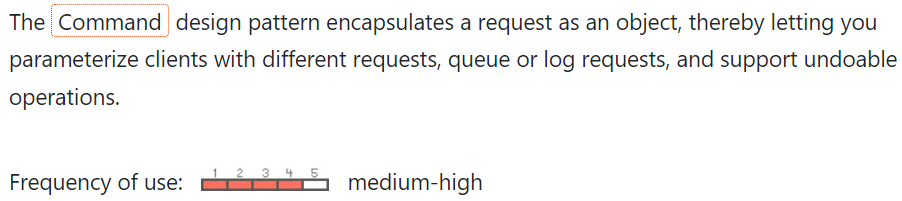 The Command design pattern encapsulates a request as an object, thereby letting you
parameterize clients with different requests, queue or log requests, and support undoable
operations.
1 2 3 4 5
Frequency of use: medium-high